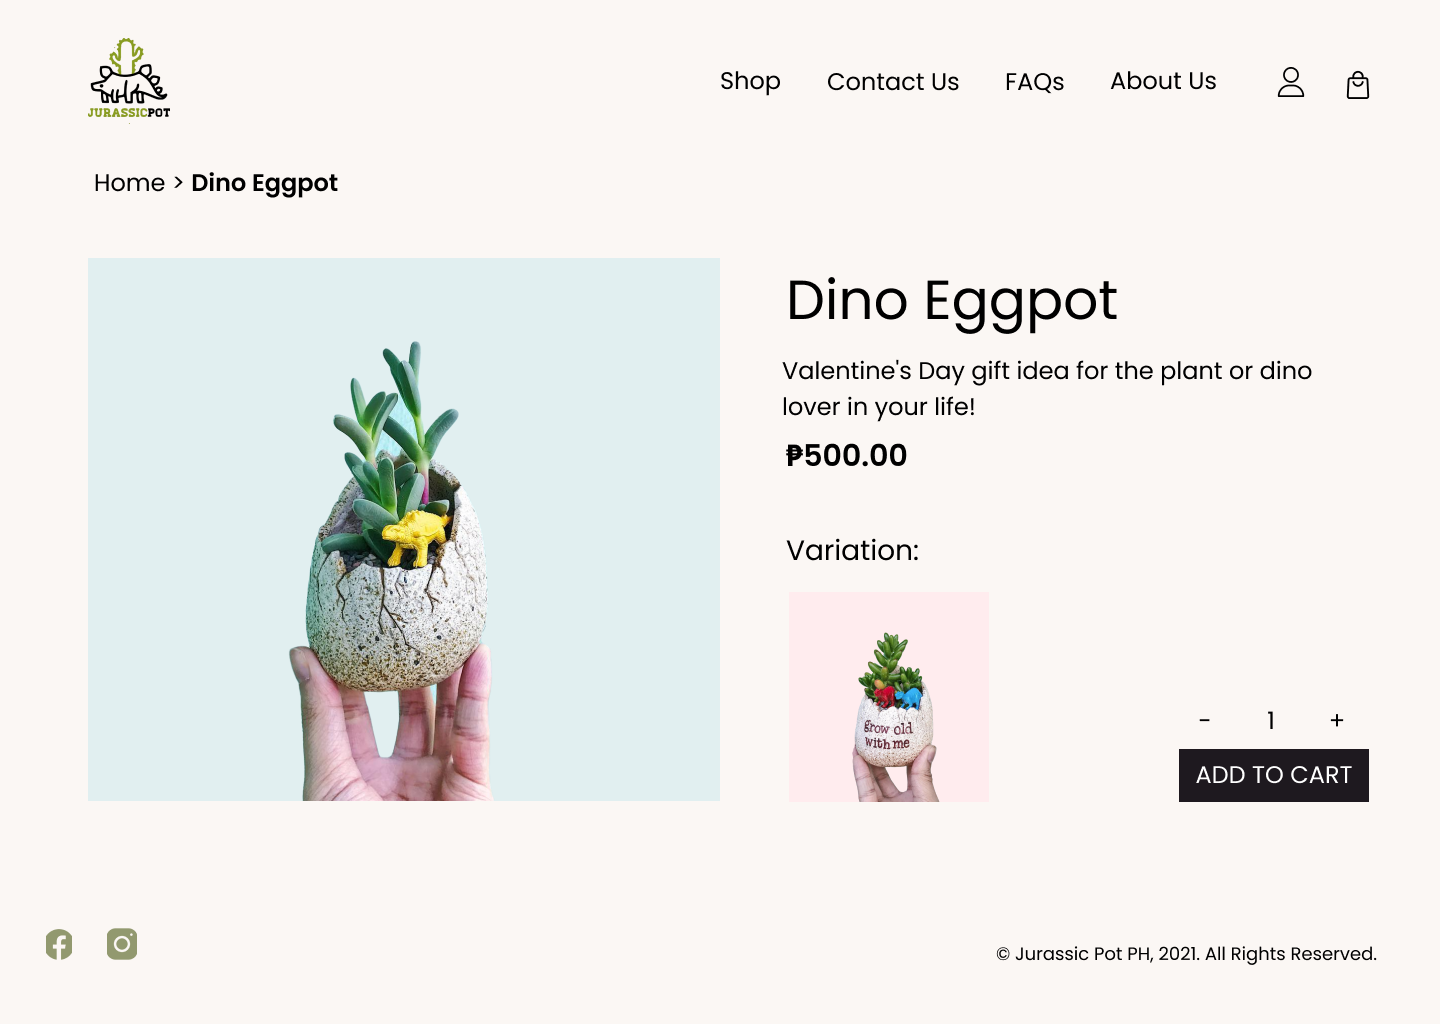 JURASSICPOT
Shop
Contact Us
FAQs
About Us
Home > Dino Eggpot
Dino Eggpot
Valentine's Day gift idea for the plant or dino
lover in your life!
₱500.00
Variation:
grow old
with me
- 1 +
ADD TO CART
© Jurassic Pot PH, 2021. All Rights Reserved.